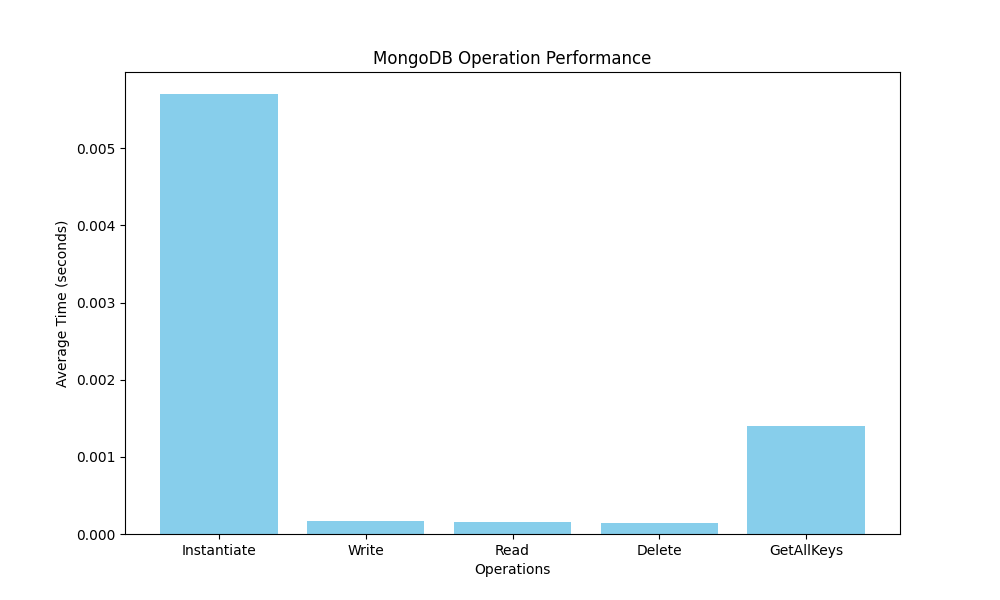 MongoDB Operation Performance
Average Time (seconds)
0.005
0.004
0.003
0.002
0.001
0.000
Instantiate Write Read Delete GetAllKeys
Operations